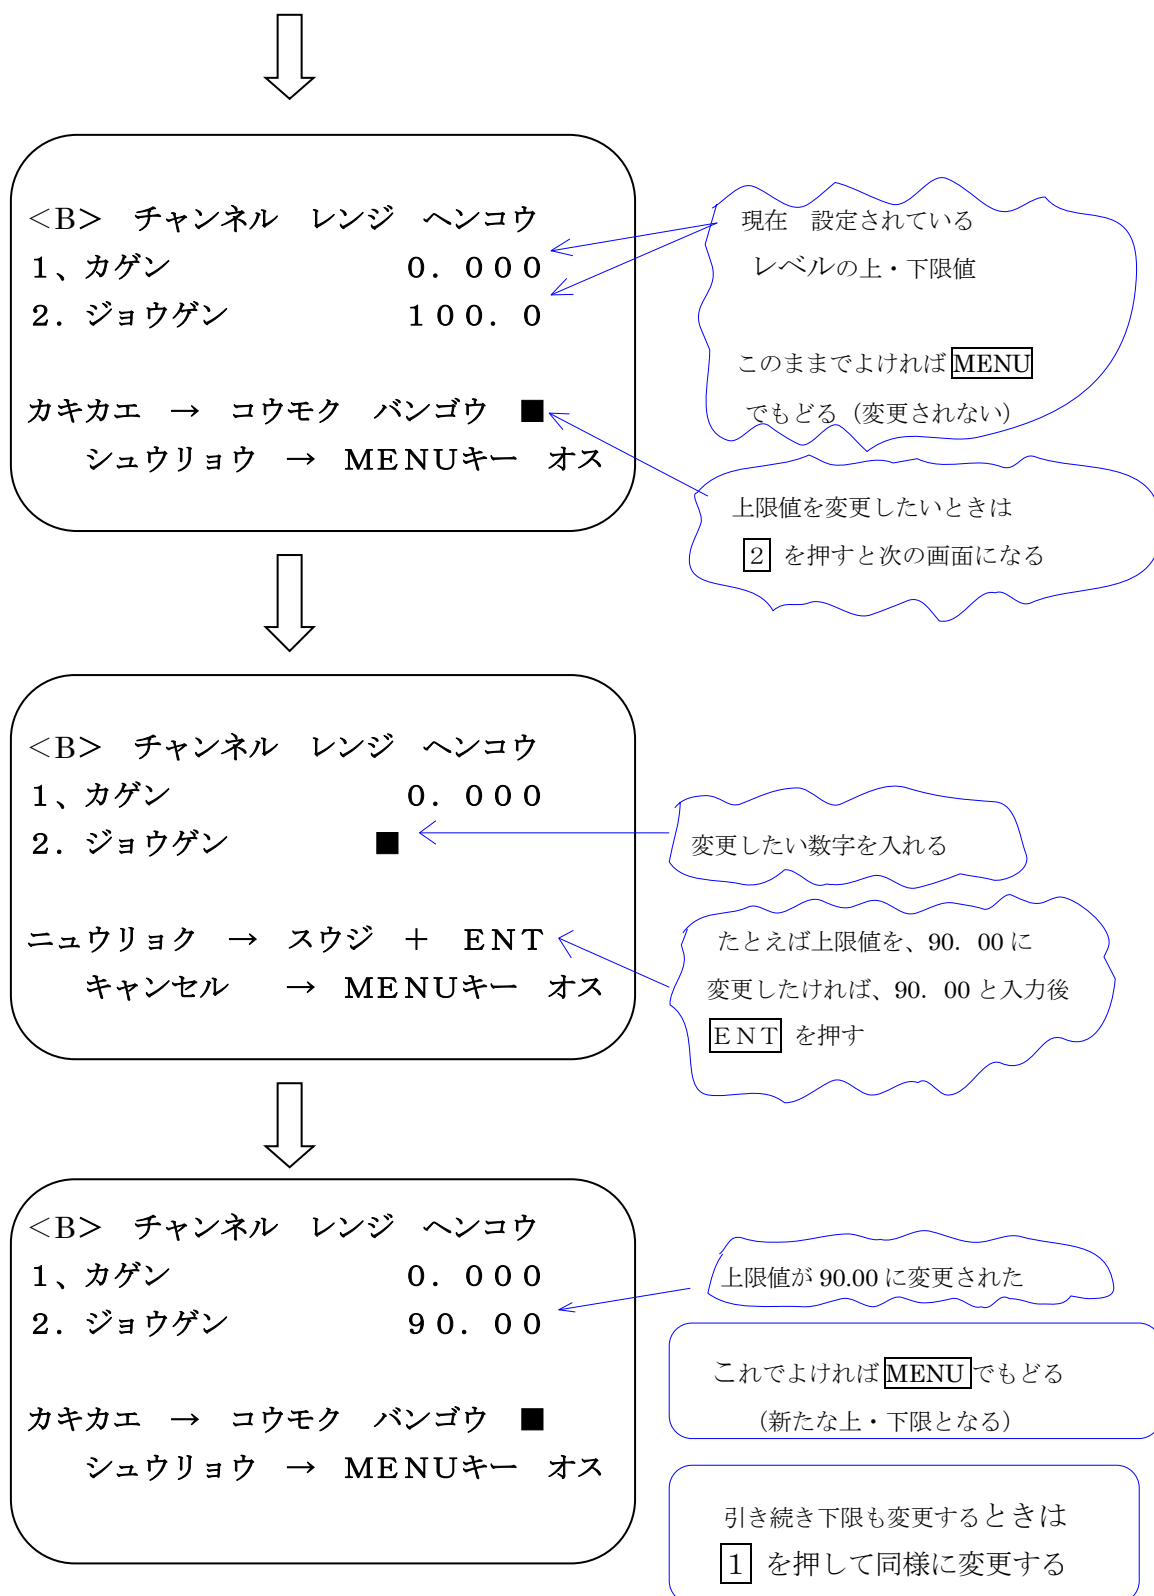 ＜B＞　チャンネル　レンジ　ヘンコウ
１、カゲン　　　　　　　０．０００
２．ジョウゲン　　　　　１００．０
カキカエ　→　コウモク　バンゴウ　■
シュウリョウ　→　ＭＥＮＵキー　オス
現在　設定されている
レベルの上・下限値
このままでよければ MENU
でもどる（変更されない）
上限値を変更したいときは
２ を押すと次の画面になる
＜B＞　チャンネル　レンジ　ヘンコウ
１、カゲン　　　　　　　０．０００
２．ジョウゲン　　　　　■
ニュウリョク　→　スウジ　＋　ＥＮＴ
キャンセル　　→　ＭＥＮＵキー　オス
変更したい数字を入れる
たとえば上限値を、90．00 に
変更したければ、90．00 と入力後
ＥＮＴ を押す
＜B＞　チャンネル　レンジ　ヘンコウ
１、カゲン　　　　　　　０．０００
２．ジョウゲン　　　　　９０．００
カキカエ　→　コウモク　バンゴウ　■
シュウリョウ　→　ＭＥＮＵキー　オス
上限値が 90.00 に変更された
これでよければ MENU でもどる
（新たな上・下限となる）
引き続き下限も変更するときは
１ を押して同様に変更する